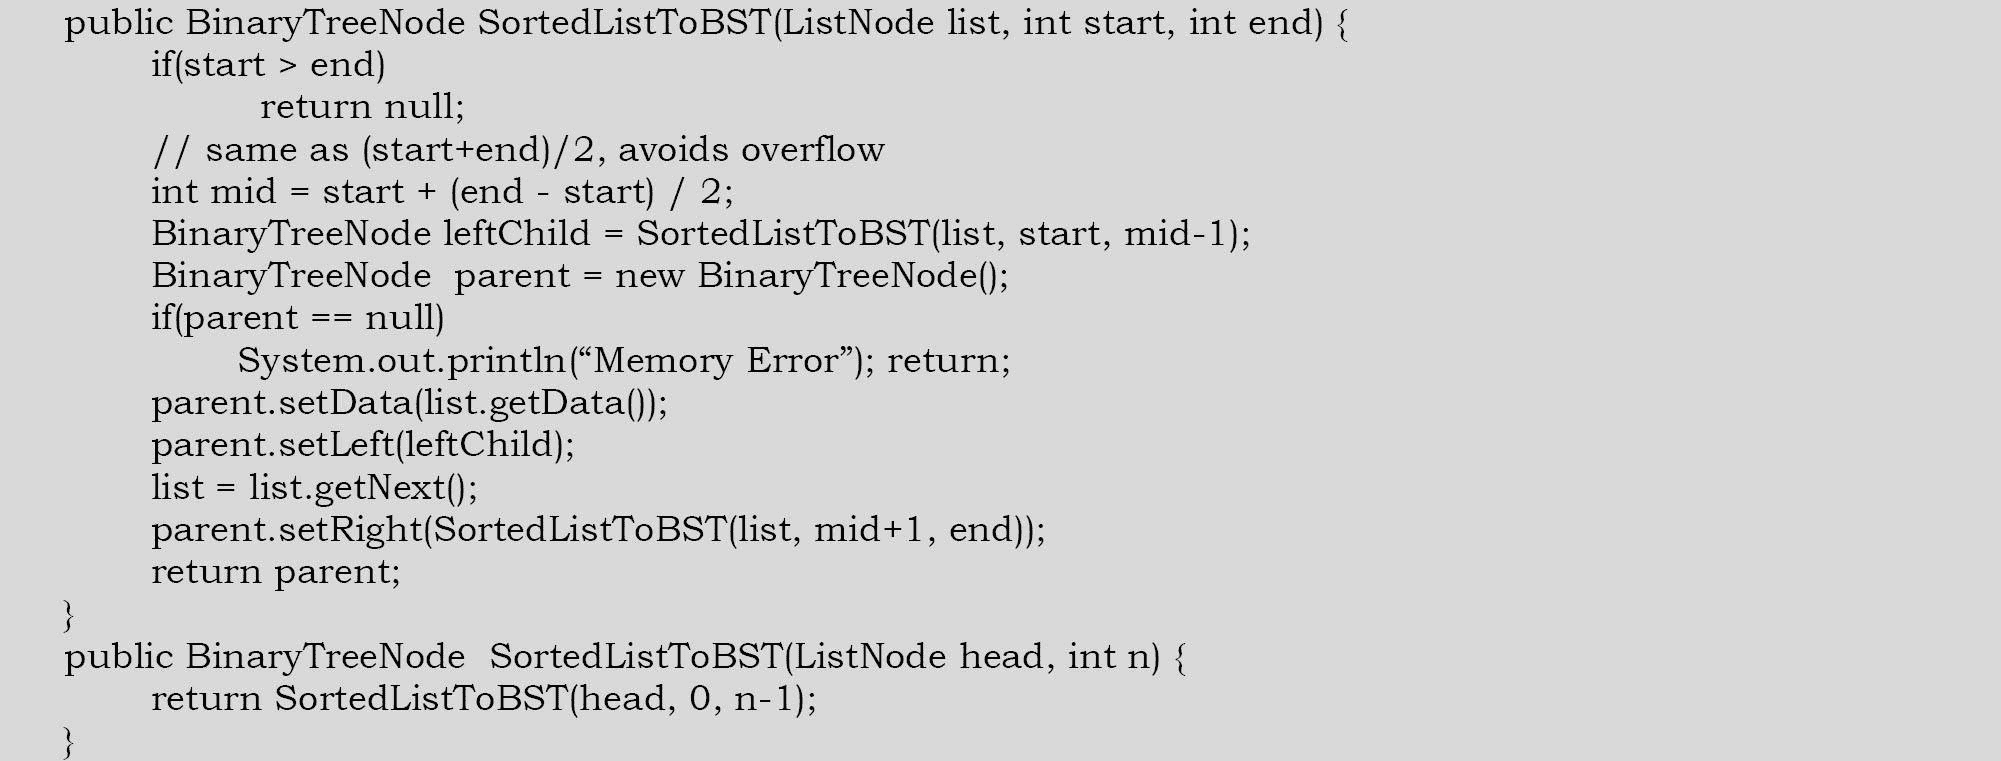 public BinaryTreeNode SortedListToBST(ListNode list, int start, int end) {
if(start > end)
return null;
// same as (start+end)/2, avoids overflow
int mid = start + (end - start) / 2;
BinaryTreeNode leftChild = SortedListToBST(list, start, mid-1);
BinaryTreeNode  parent = new BinaryTreeNode();
if(parent == null)
System.out.println(“Memory Error”); return;
parent.setData(list.getData());
parent.setLeft(leftChild);
list = list.getNext();
parent.setRight(SortedListToBST(list, mid+1, end));
return parent;
}
public BinaryTreeNode  SortedListToBST(ListNode head, int n) {
return SortedListToBST(head, 0, n-1);
}